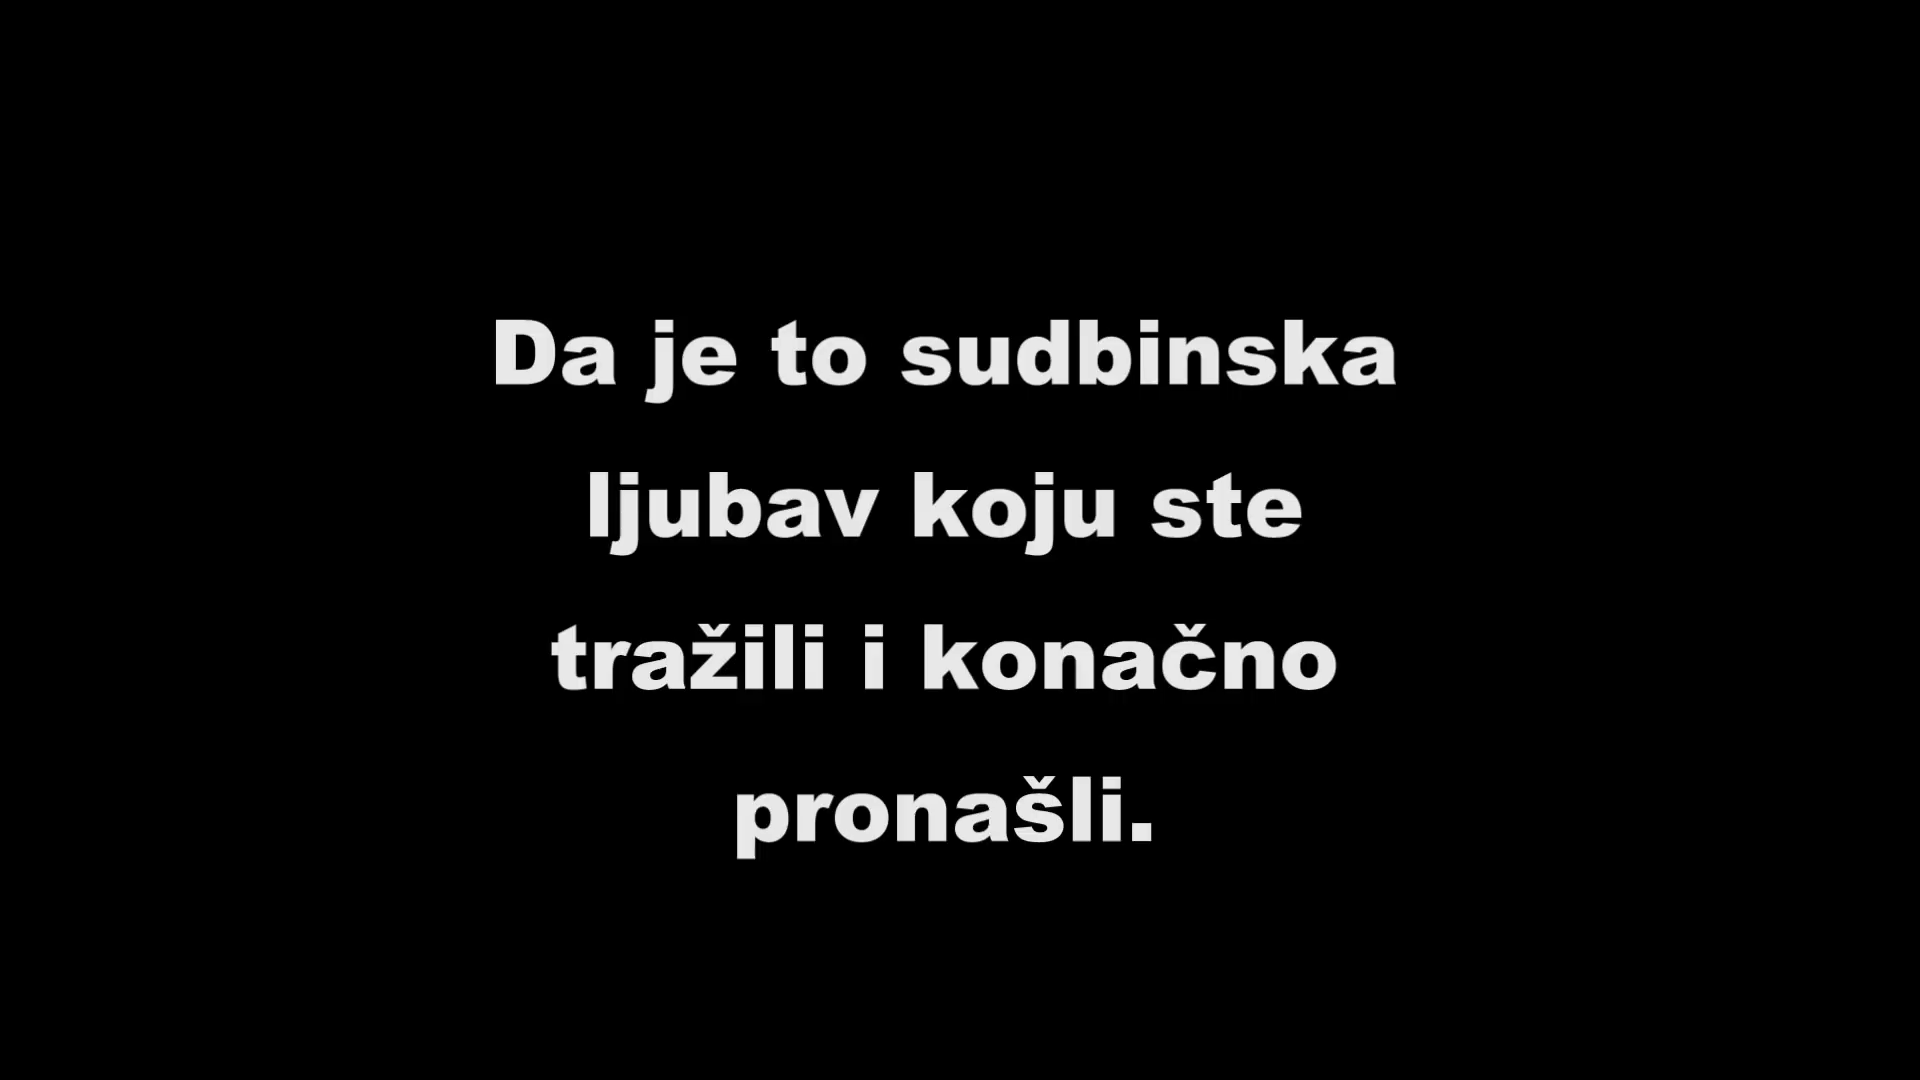 Da je to sudbinska
ljubav koju ste
tražili i konačno
pronašli.